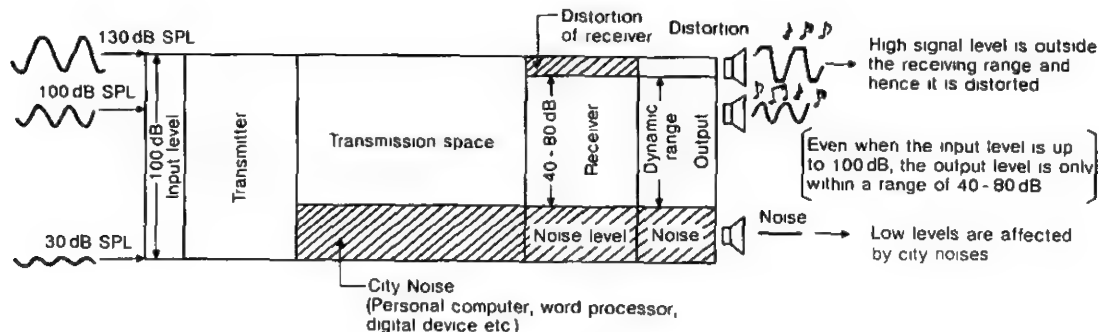 130 dB SPL
100 dB SPL
30 dB SPL
100 dB
Input level
Transmitter
Transmission space
Distortion
of receiver
40 - 80 dB
Receiver
Dynamic
range
Output
Noise level
Noise
Distortion
High signal level is outside
the receiving range and
hence it is distorted
Even when the input level is up
to 100 dB, the output level is only
within a range of 40 - 80 dB
Noise
Low levels are affected
by city noises
City Noise
(Personal computer, word processor,
digital device etc)